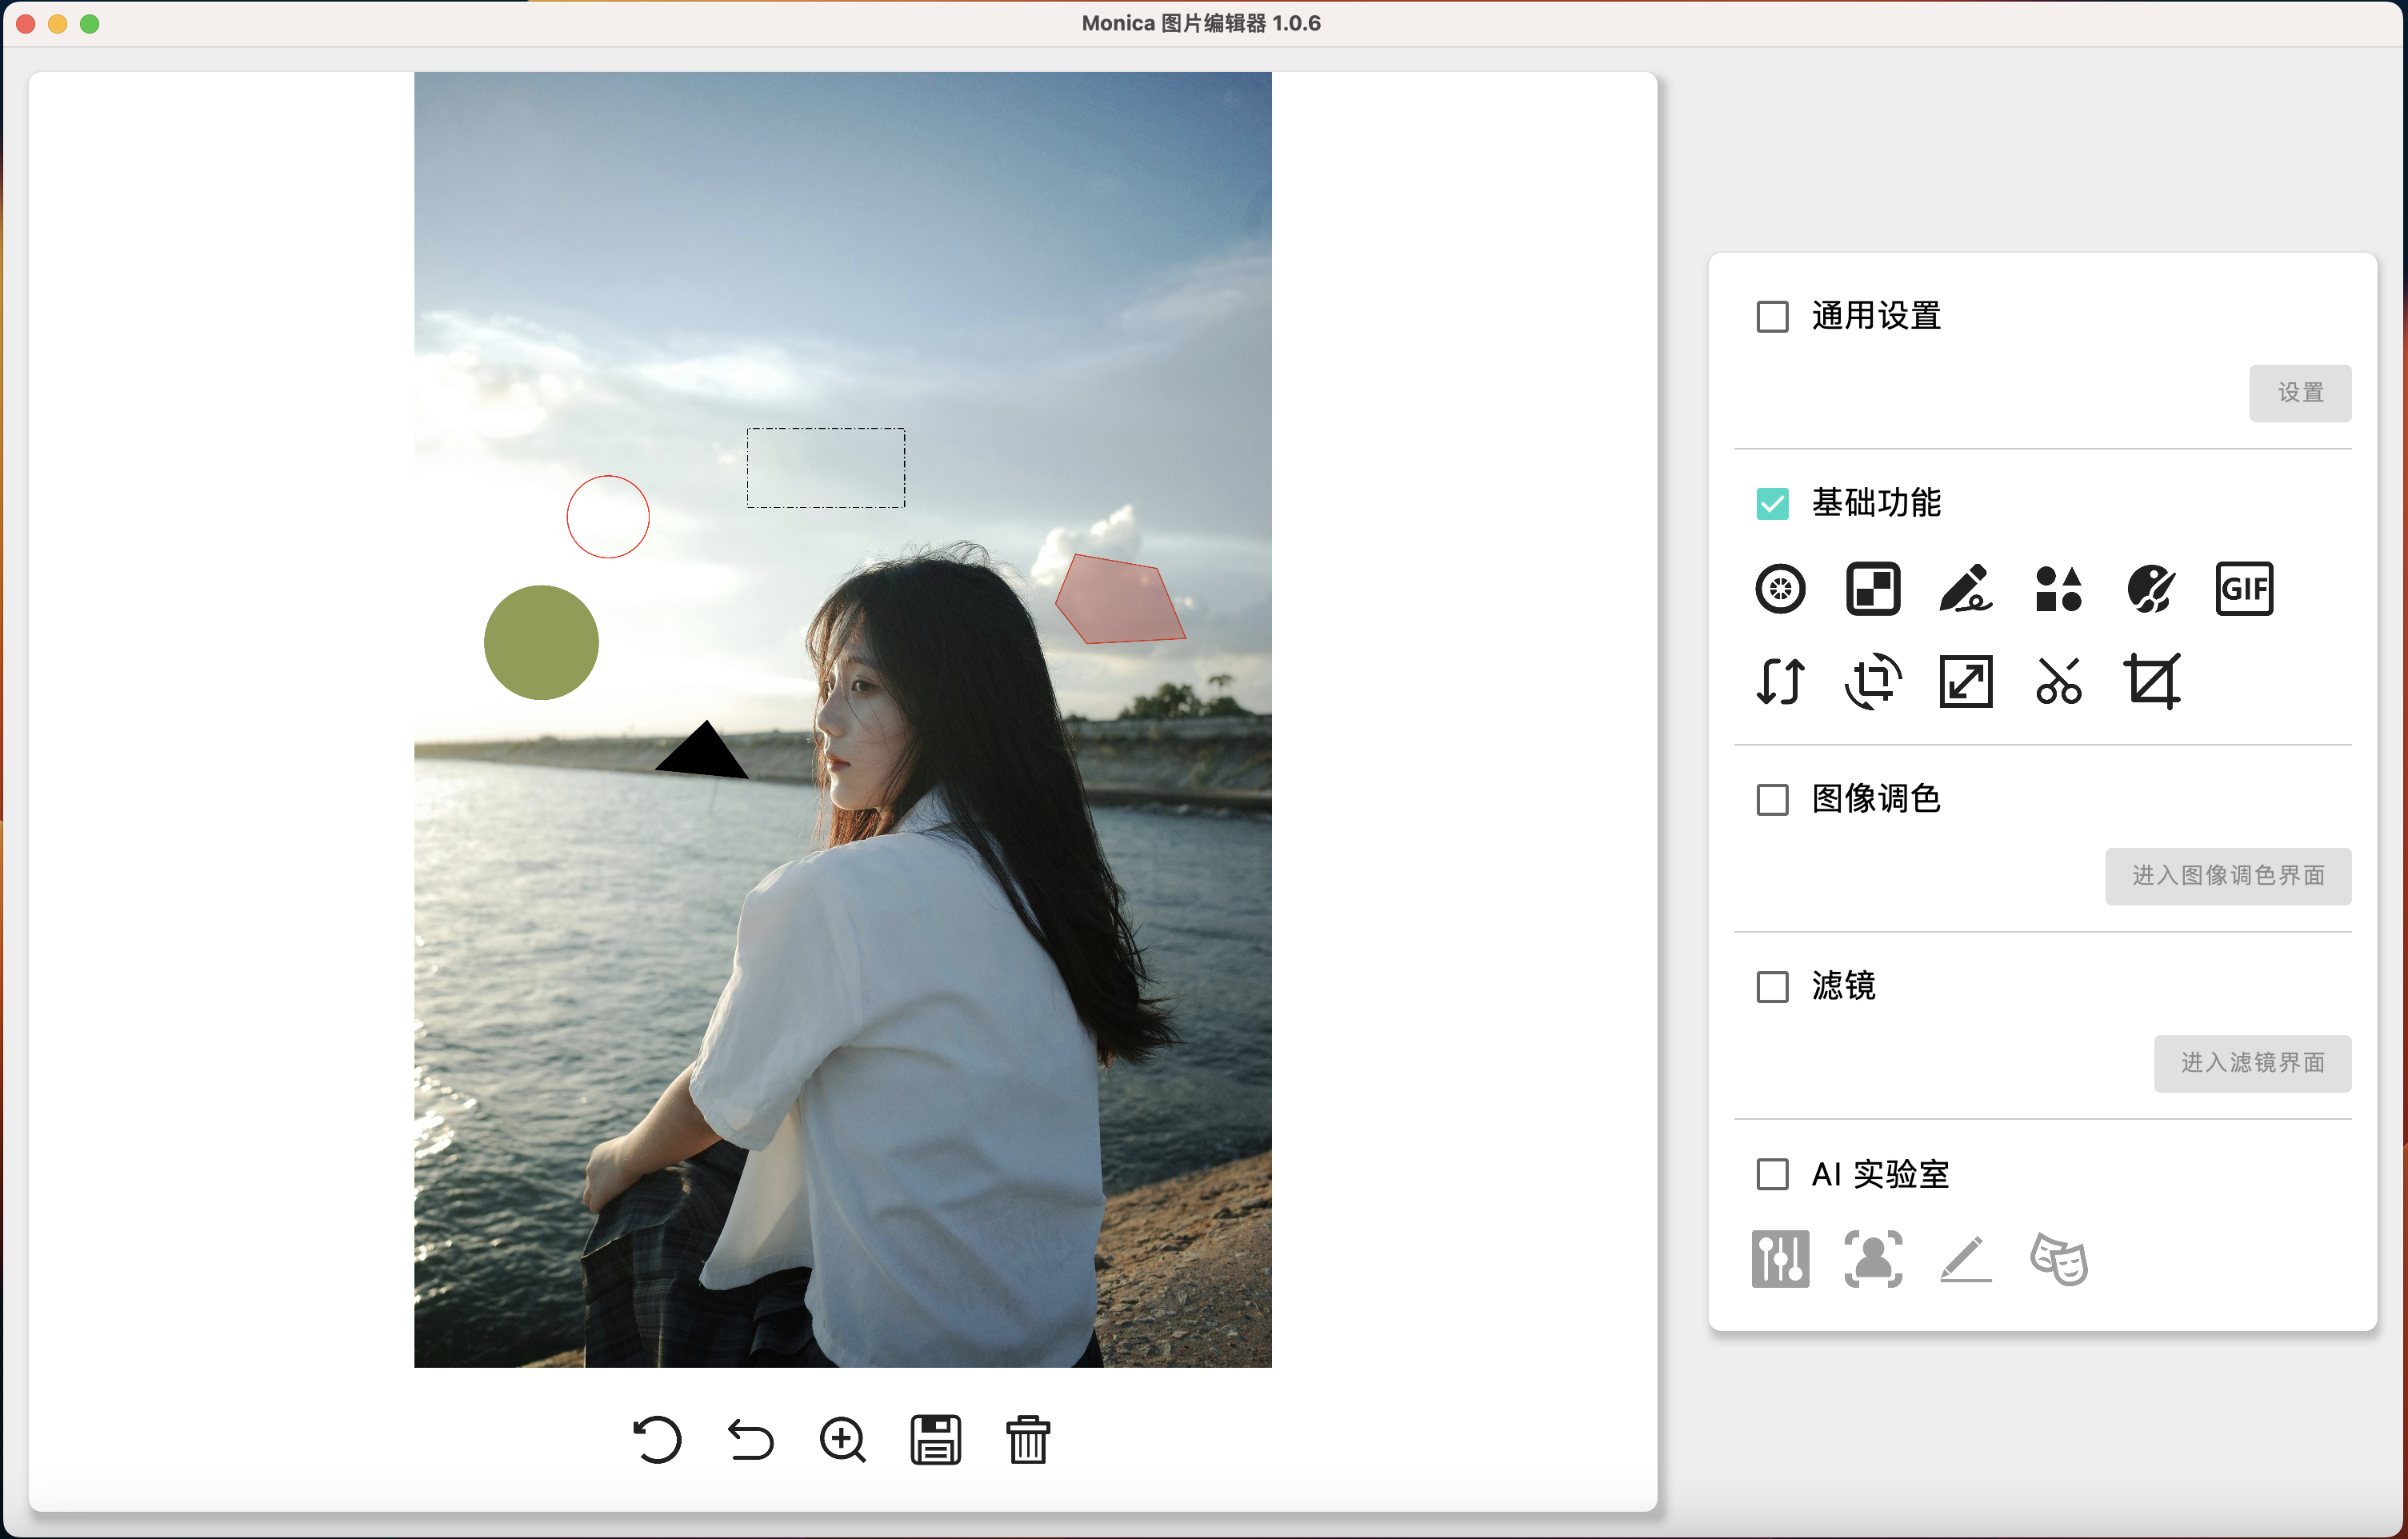 Monica 图片编辑器 1.0.6
通用设置
设置
基础功能
GIF
图像调色
进入图像调色界面
滤镜
进入滤镜界面
AI 实验室